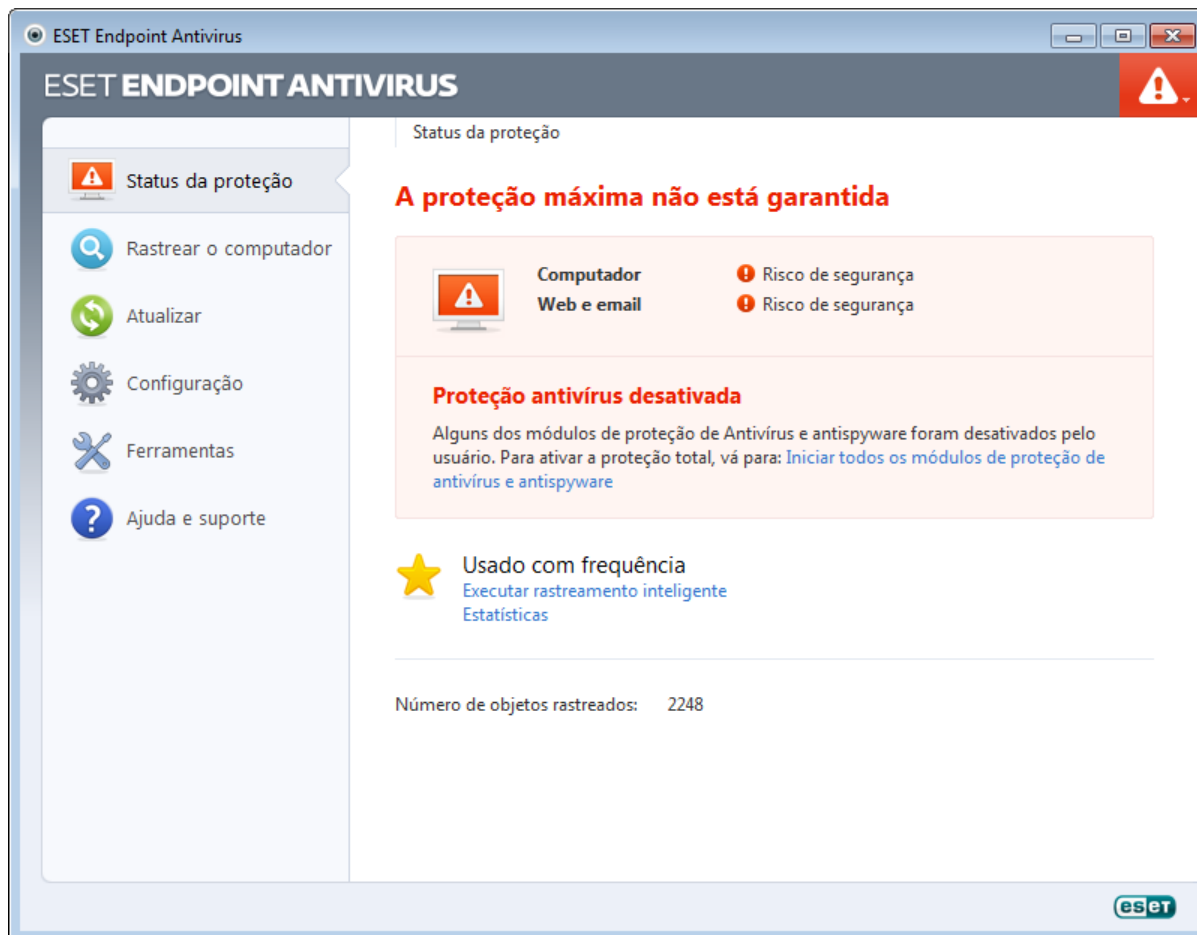 ESET Endpoint Antivirus
ESET ENDPOINT ANTIVIRUS
Status da proteção
Rastrear o computador
Atualizar
Configuração
Ferramentas
Ajuda e suporte
Status da proteção
A proteção máxima não está garantida
Computador Risco de segurança
Web e email Risco de segurança
Proteção antivírus desativada
Alguns dos módulos de proteção de Antivírus e antispyware foram desativados pelo
usuário. Para ativar a proteção total, vá para: Iniciar todos os módulos de proteção de
antivírus e antispyware
Usado com frequência
Executar rastreamento inteligente
Estatísticas
Número de objetos rastreados: 2248
eseT